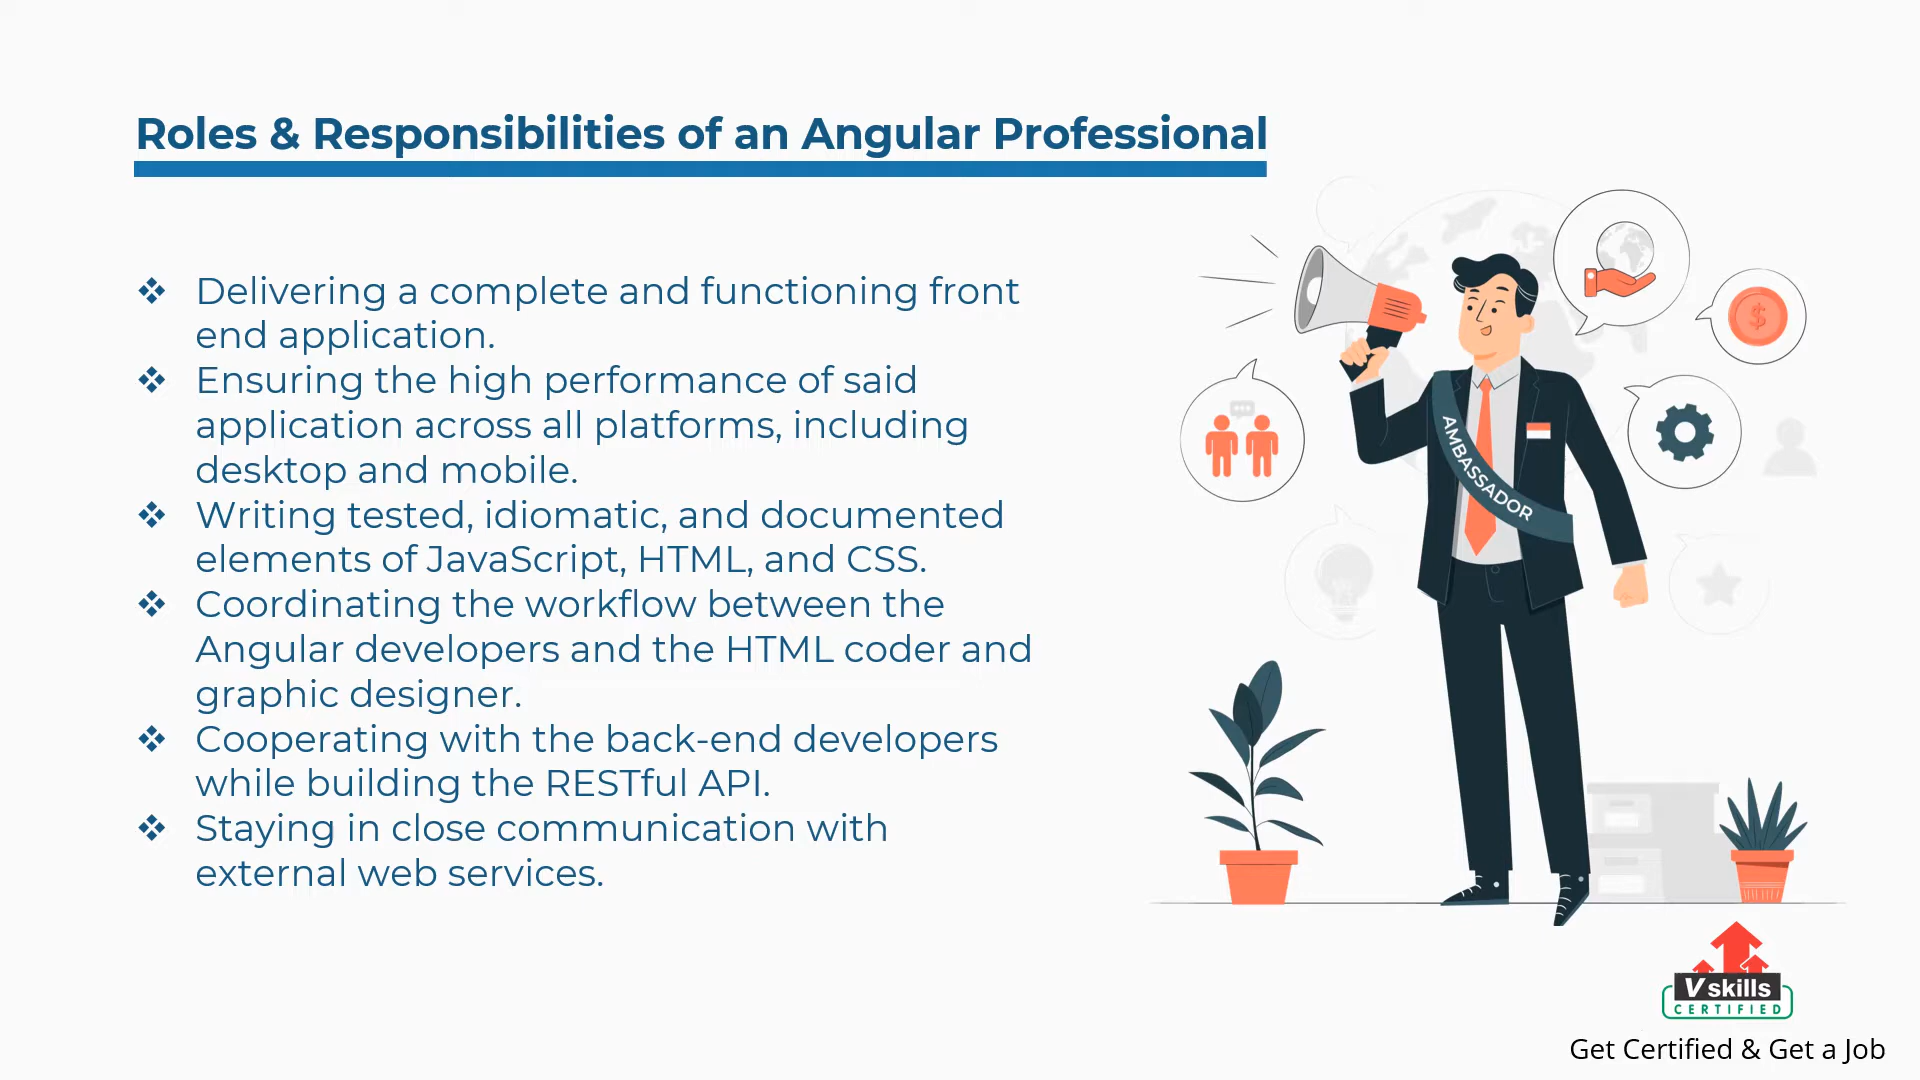 Roles & Responsibilities of an Angular Professional
❖ Delivering a complete and functioning front
end application.
❖ Ensuring the high performance of said
application across all platforms, including
desktop and mobile.
❖ Writing tested, idiomatic, and documented
elements of JavaScript, HTML, and CSS.
❖ Coordinating the workflow between the
Angular developers and the HTML coder and
graphic designer.
❖ Cooperating with the back-end developers
while building the RESTful API.
❖ Staying in close communication with
external web services.
$
AMBASSADOR
Vskills
CERTIFIED
Get Certified & Get a Job